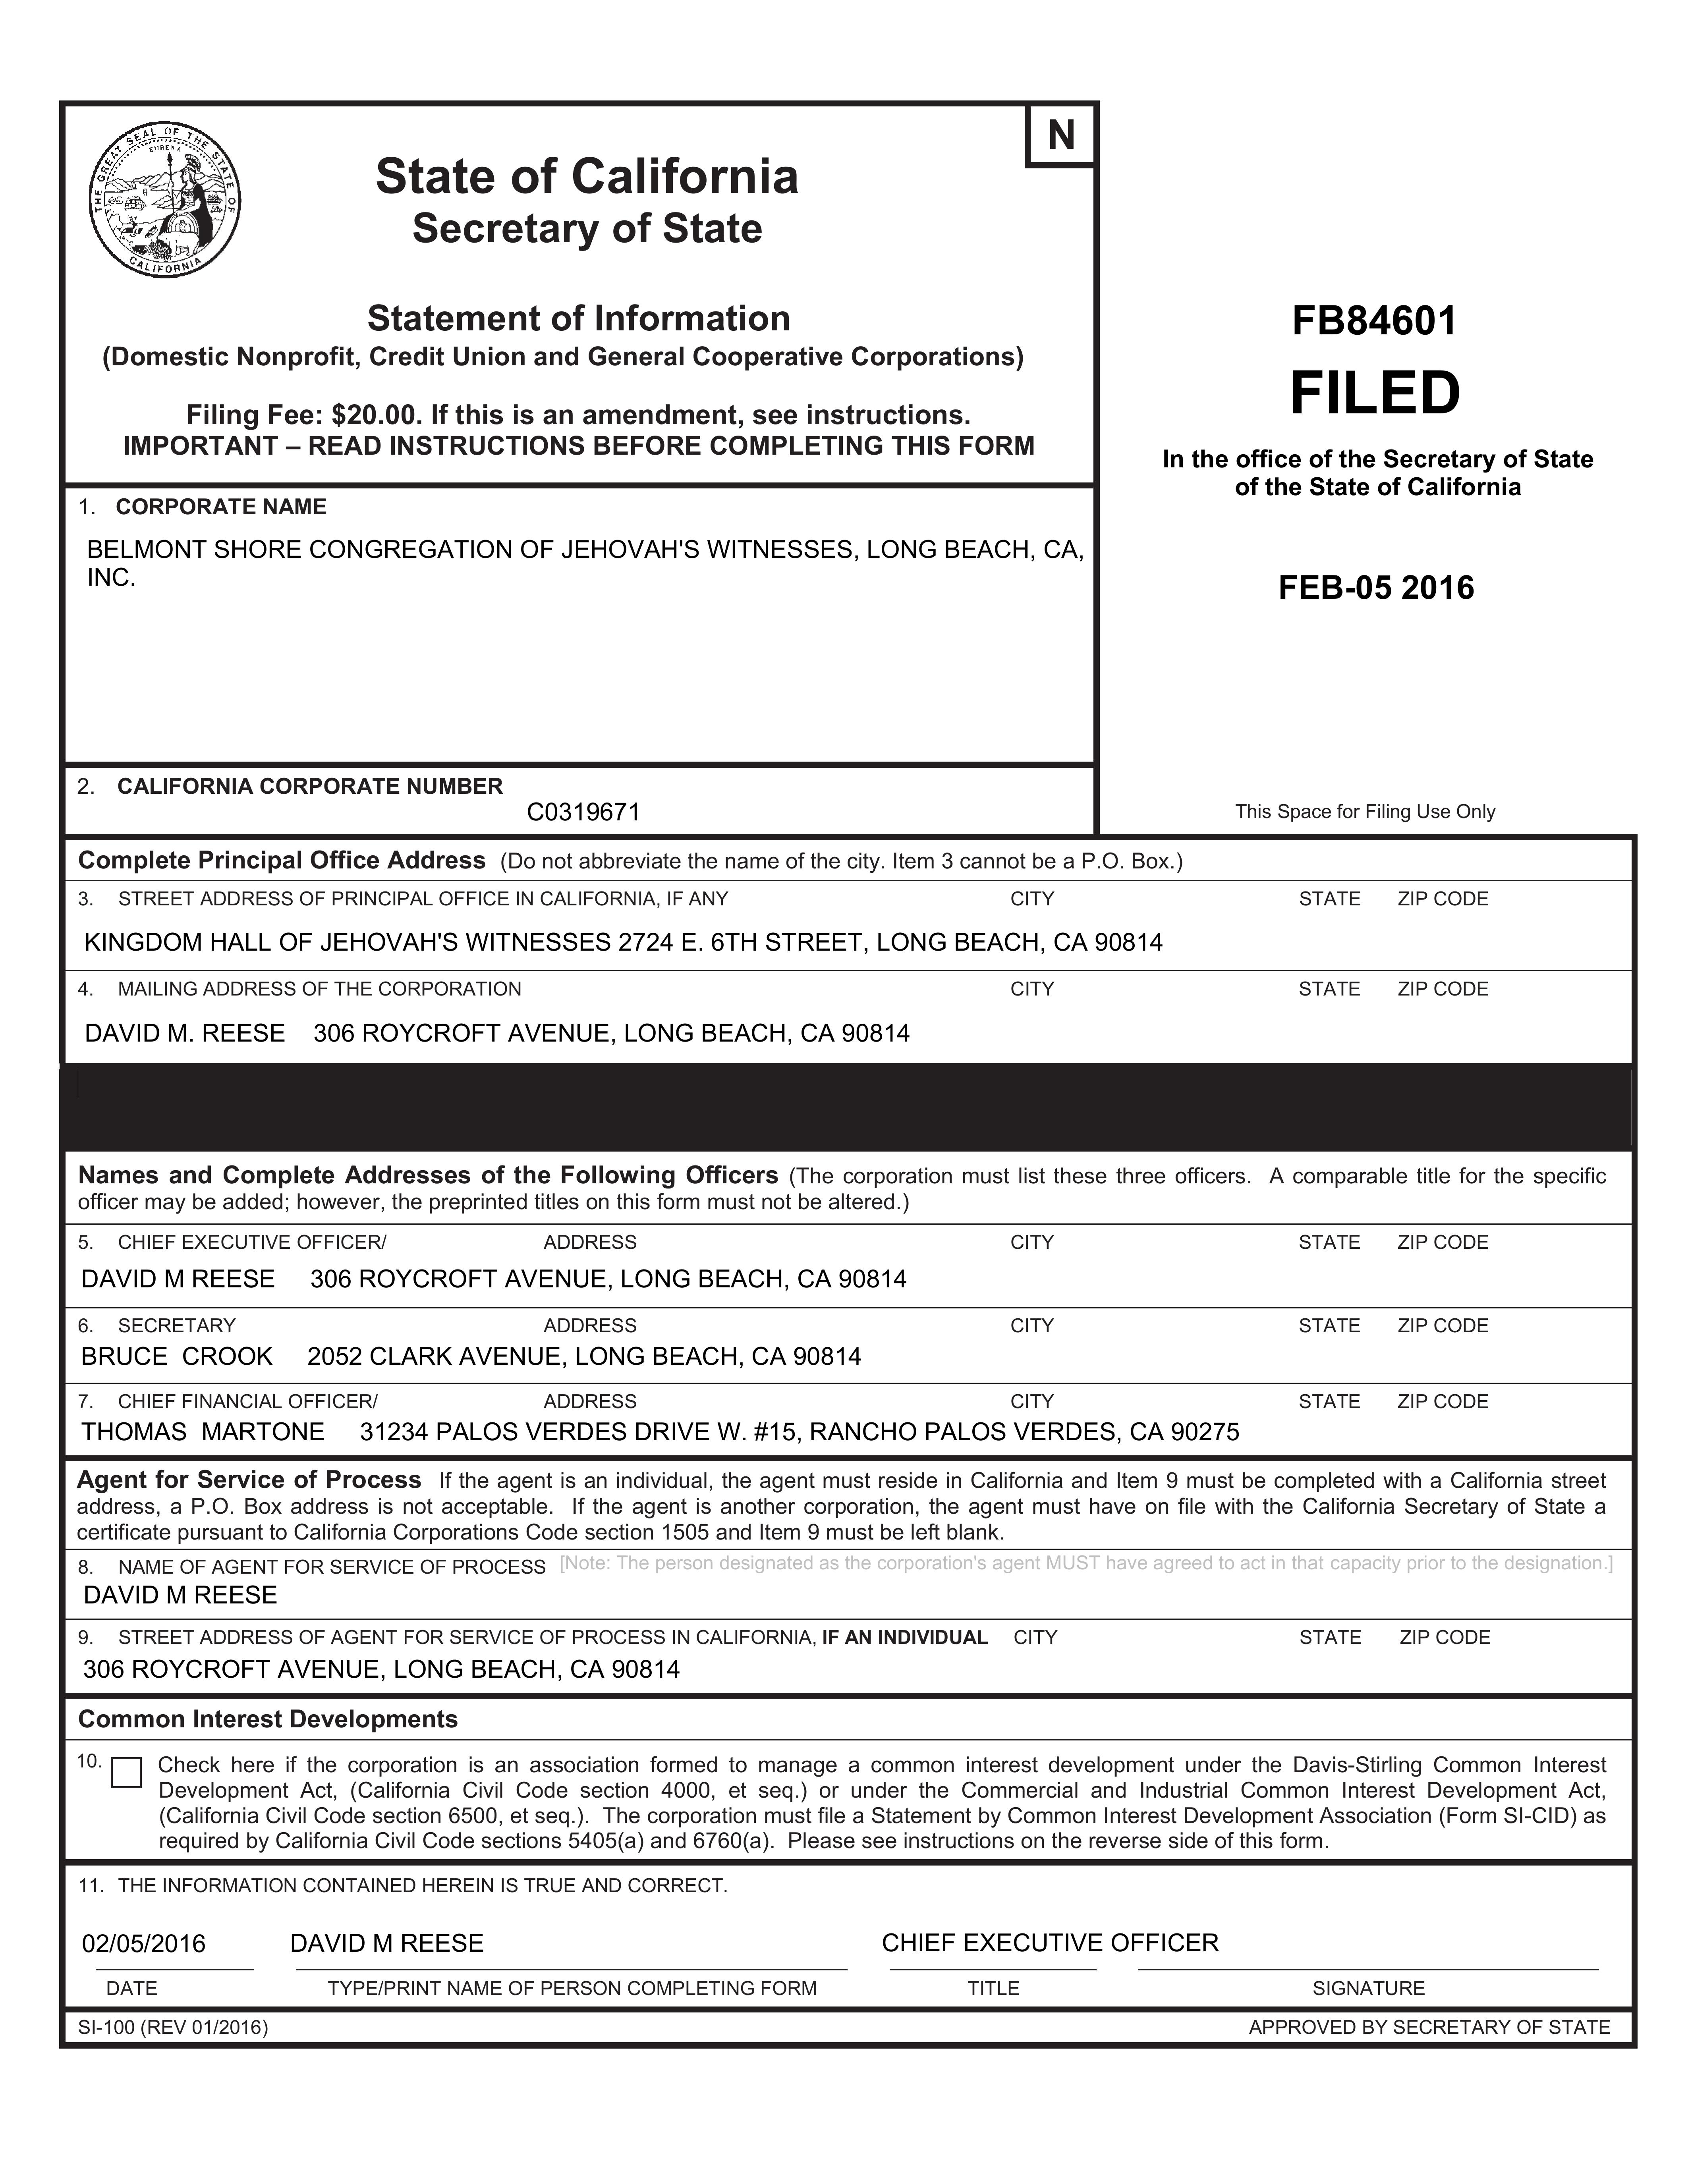 N
THE GREAT SEAL OF THE STATE OF CALIFORNIA
EUREKA
State of California
Secretary of State
Statement of Information
(Domestic Nonprofit, Credit Union and General Cooperative Corporations)
Filing Fee: $20.00. If this is an amendment, see instructions.
IMPORTANT – READ INSTRUCTIONS BEFORE COMPLETING THIS FORM
FB84601
FILED
In the office of the Secretary of State
of the State of California
FEB-05 2016
1. CORPORATE NAME
BELMONT SHORE CONGREGATION OF JEHOVAH'S WITNESSES, LONG BEACH, CA,
INC.
2. CALIFORNIA CORPORATE NUMBER
C0319671
This Space for Filing Use Only
Complete Principal Office Address (Do not abbreviate the name of the city. Item 3 cannot be a P.O. Box.)
3. STREET ADDRESS OF PRINCIPAL OFFICE IN CALIFORNIA, IF ANY CITY STATE ZIP CODE
KINGDOM HALL OF JEHOVAH'S WITNESSES 2724 E. 6TH STREET, LONG BEACH, CA 90814
4. MAILING ADDRESS OF THE CORPORATION CITY STATE ZIP CODE
DAVID M. REESE 306 ROYCROFT AVENUE, LONG BEACH, CA 90814
Names and Complete Addresses of the Following Officers (The corporation must list these three officers. A comparable title for the specific
officer may be added; however, the preprinted titles on this form must not be altered.)
5. CHIEF EXECUTIVE OFFICER/ ADDRESS CITY STATE ZIP CODE
DAVID M REESE 306 ROYCROFT AVENUE, LONG BEACH, CA 90814
6. SECRETARY ADDRESS CITY STATE ZIP CODE
BRUCE CROOK 2052 CLARK AVENUE, LONG BEACH, CA 90814
7. CHIEF FINANCIAL OFFICER/ ADDRESS CITY STATE ZIP CODE
THOMAS MARTONE 31234 PALOS VERDES DRIVE W. #15, RANCHO PALOS VERDES, CA 90275
Agent for Service of Process If the agent is an individual, the agent must reside in California and Item 9 must be completed with a California street
address, a P.O. Box address is not acceptable. If the agent is another corporation, the agent must have on file with the California Secretary of State a
certificate pursuant to California Corporations Code section 1505 and Item 9 must be left blank.
8. NAME OF AGENT FOR SERVICE OF PROCESS [Note: The person designated as the corporation's agent MUST have agreed to act in that capacity prior to the designation.]
DAVID M REESE
9. STREET ADDRESS OF AGENT FOR SERVICE OF PROCESS IN CALIFORNIA, IF AN INDIVIDUAL CITY STATE ZIP CODE
306 ROYCROFT AVENUE, LONG BEACH, CA 90814
Common Interest Developments
10. Check here if the corporation is an association formed to manage a common interest development under the Davis-Stirling Common Interest
Development Act, (California Civil Code section 4000, et seq.) or under the Commercial and Industrial Common Interest Development Act,
(California Civil Code section 6500, et seq.). The corporation must file a Statement by Common Interest Development Association (Form SI-CID) as
required by California Civil Code sections 5405(a) and 6760(a). Please see instructions on the reverse side of this form.
11. THE INFORMATION CONTAINED HEREIN IS TRUE AND CORRECT.
02/05/2016 DAVID M REESE CHIEF EXECUTIVE OFFICER
DATE TYPE/PRINT NAME OF PERSON COMPLETING FORM TITLE SIGNATURE
SI-100 (REV 01/2016) APPROVED BY SECRETARY OF STATE